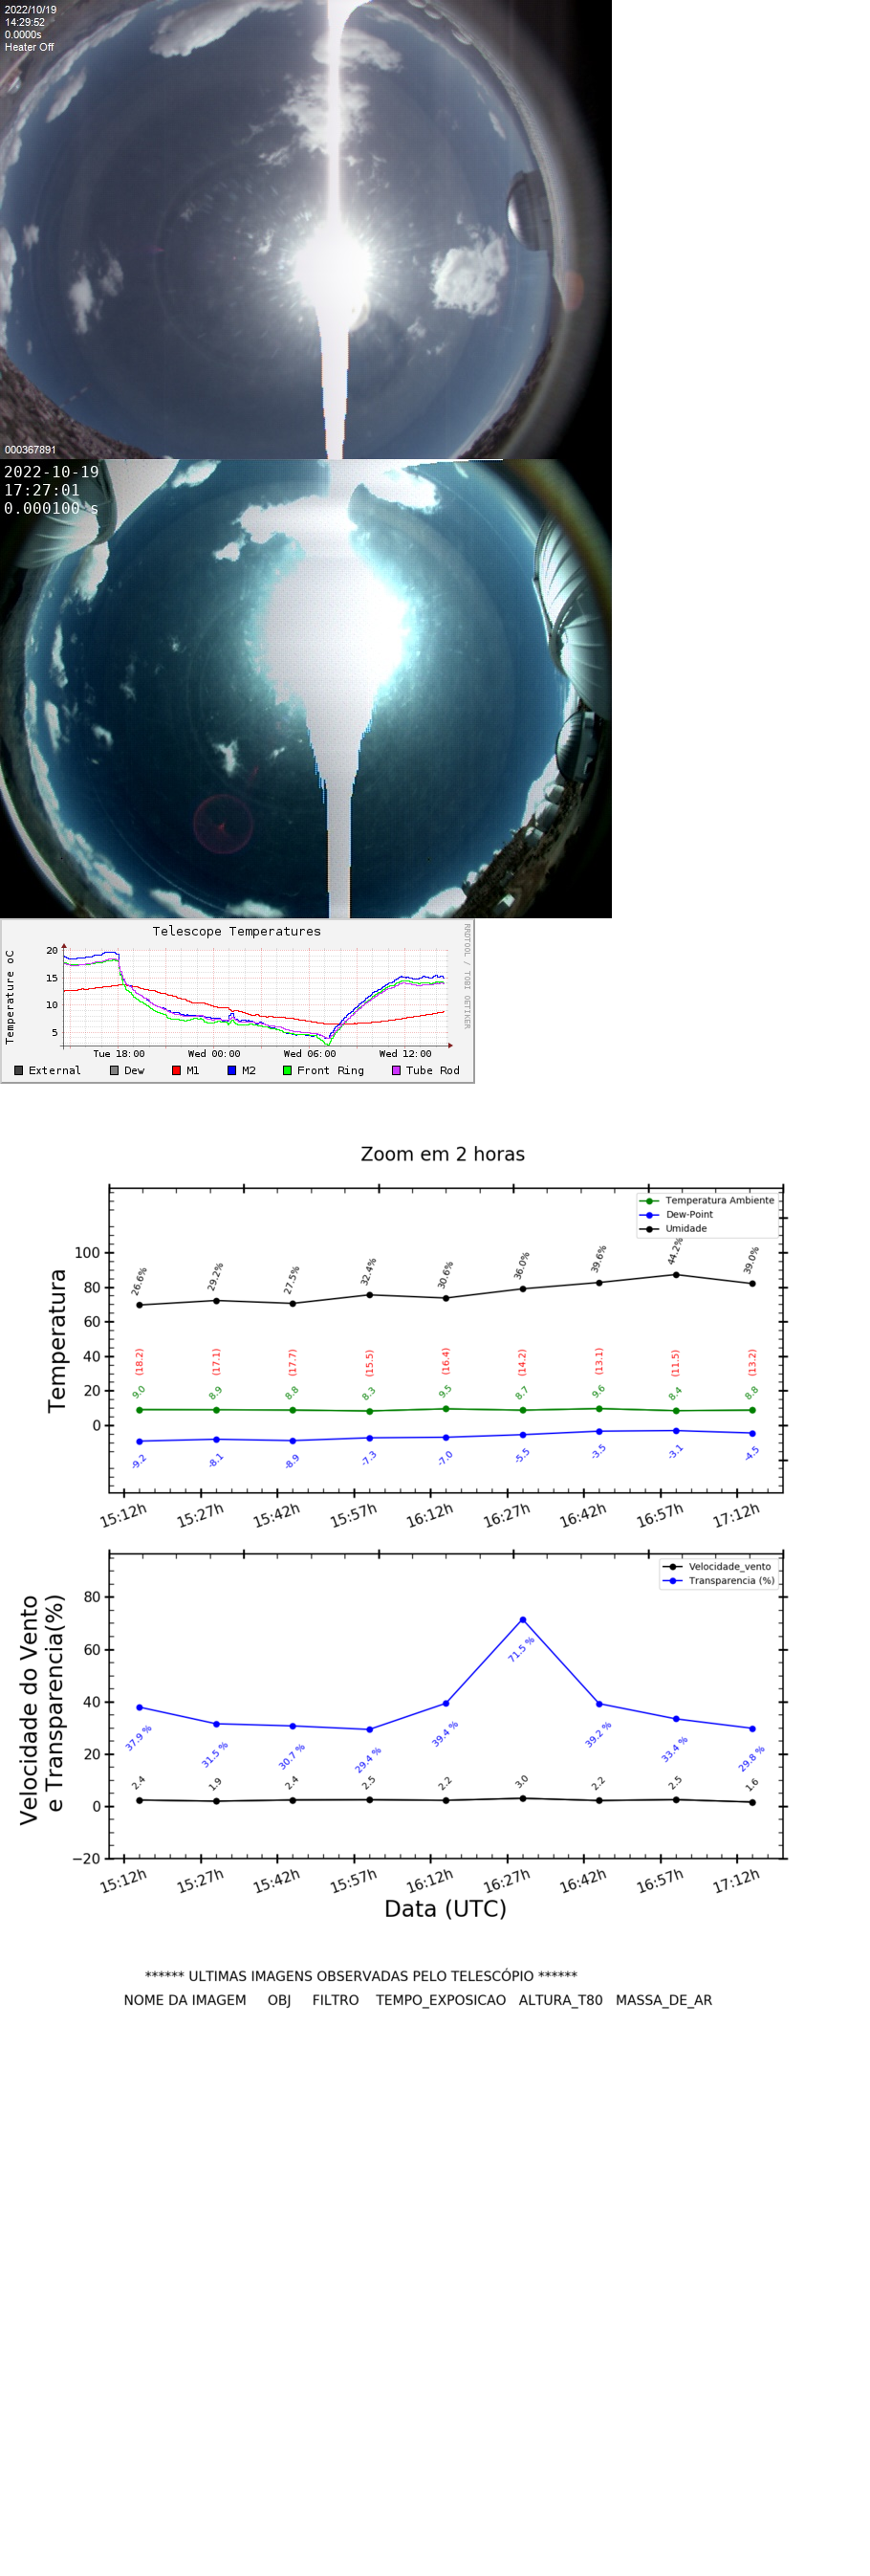 2022/10/19
14:29:52
0.0000s
Heater Off
000367891
2022-10-19
17:27:01
0.000100 s
Telescope Temperatures
RRDTOOL / TOBI OETIKER
Temperature oC
20
15
10
5
Tue 18:00 Wed 00:00 Wed 06:00 Wed 12:00
External Dew M1 M2 Front Ring Tube Rod
Zoom em 2 horas
Temperatura Ambiente
Dew-Point
Umidade
Temperatura
100
80
60
40
20
0
26.6% 29.2% 27.5% 32.4% 30.6% 36.0% 39.6% 44.2% 39.0%
(18.2) (17.1) (17.7) (15.5) (16.4) (14.2) (13.1) (11.5) (13.2)
9.0 8.9 8.8 8.3 9.5 8.7 9.6 8.4 8.8
-9.2 -8.1 -8.9 -7.3 -7.0 -5.5 -3.5 -3.1 -4.5
15:12h 15:27h 15:42h 15:57h 16:12h 16:27h 16:42h 16:57h 17:12h
Velocidade_vento
Transparencia (%)
Velocidade do Vento
e Transparencia(%)
80
60
40
20
0
−20
37.9 % 31.5 % 30.7 % 29.4 % 39.4 % 71.5 % 39.2 % 33.4 % 29.8 %
2.4 1.9 2.4 2.5 2.2 3.0 2.2 2.5 1.6
15:12h 15:27h 15:42h 15:57h 16:12h 16:27h 16:42h 16:57h 17:12h
Data (UTC)
****** ULTIMAS IMAGENS OBSERVADAS PELO TELESCÓPIO ******
NOME DA IMAGEM OBJ FILTRO TEMPO_EXPOSICAO ALTURA_T80 MASSA_DE_AR